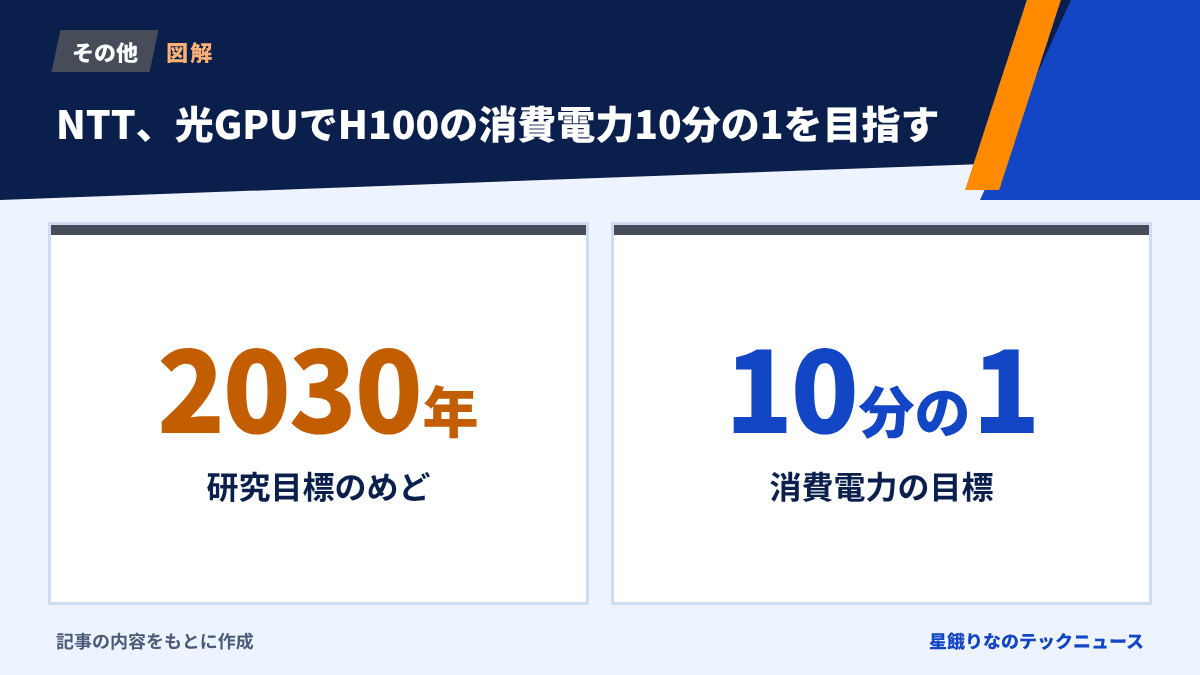 その他 図解
NTT、光GPUでH100の消費電力10分の1を目指す
2030年
研究目標のめど
10分の1
消費電力の目標
記事の内容をもとに作成
星餓りなのテックニュース